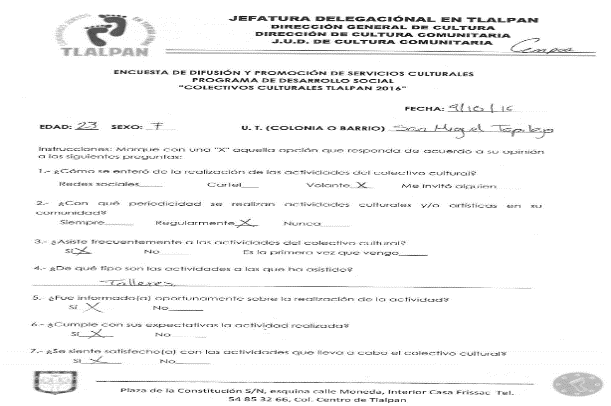 JEFATURA DELEGACIÓNAL EN TLALPAN
DIRECCIÓN GENERAL DE CULTURA
DIRECCIÓN DE CULTURA COMUNITARIA
J.U.D. DE CULTURA COMUNITARIA
TLALPAN
ENCUESTA DE DIFUSIÓN Y PROMOCIÓN DE SERVICIOS CULTURALES
PROGRAMA DE DESARROLLO SOCIAL
"COLECTIVOS CULTURALES TLALPAN 2016"
FECHA: 9/10/16
EDAD: 23 SEXO: F U. T. (COLONIA O BARRIO) San Miguel Topilejo
Instrucciones: Marque con una "X" aquella opción que responda de acuerdo a su opinión
a las siguientes preguntas:
1.- ¿Cómo se enteró de la realización de las actividades del colectivo cultural?
Redes sociales____ Cartel___ Volante X Me invitó alguien____
2.- ¿Con qué periodicidad se realizan actividades culturales y/o artísticas en su
comunidad?
Siempre____ Regularmente X Nunca____
3.- ¿Asiste frecuentemente a las actividades del colectivo cultural?
Sí X No____ Es la primera vez que vengo____
4.- ¿De qué tipo son las actividades a las que ha asistido?
Talleres
5.- ¿Fue informado(a) oportunamente sobre la realización de la actividad?
Sí X No____
6.- ¿Cumple con sus expectativas la actividad realizada?
Sí X No____
7.- ¿Se siente satisfecho(a) con las actividades que lleva a cabo el colectivo cultural?
Sí X No____
Plaza de la Constitución S/N, esquina calle Moneda, Interior Casa Frissac Tel.
54 85 32 66, Col. Centro de Tlalpan